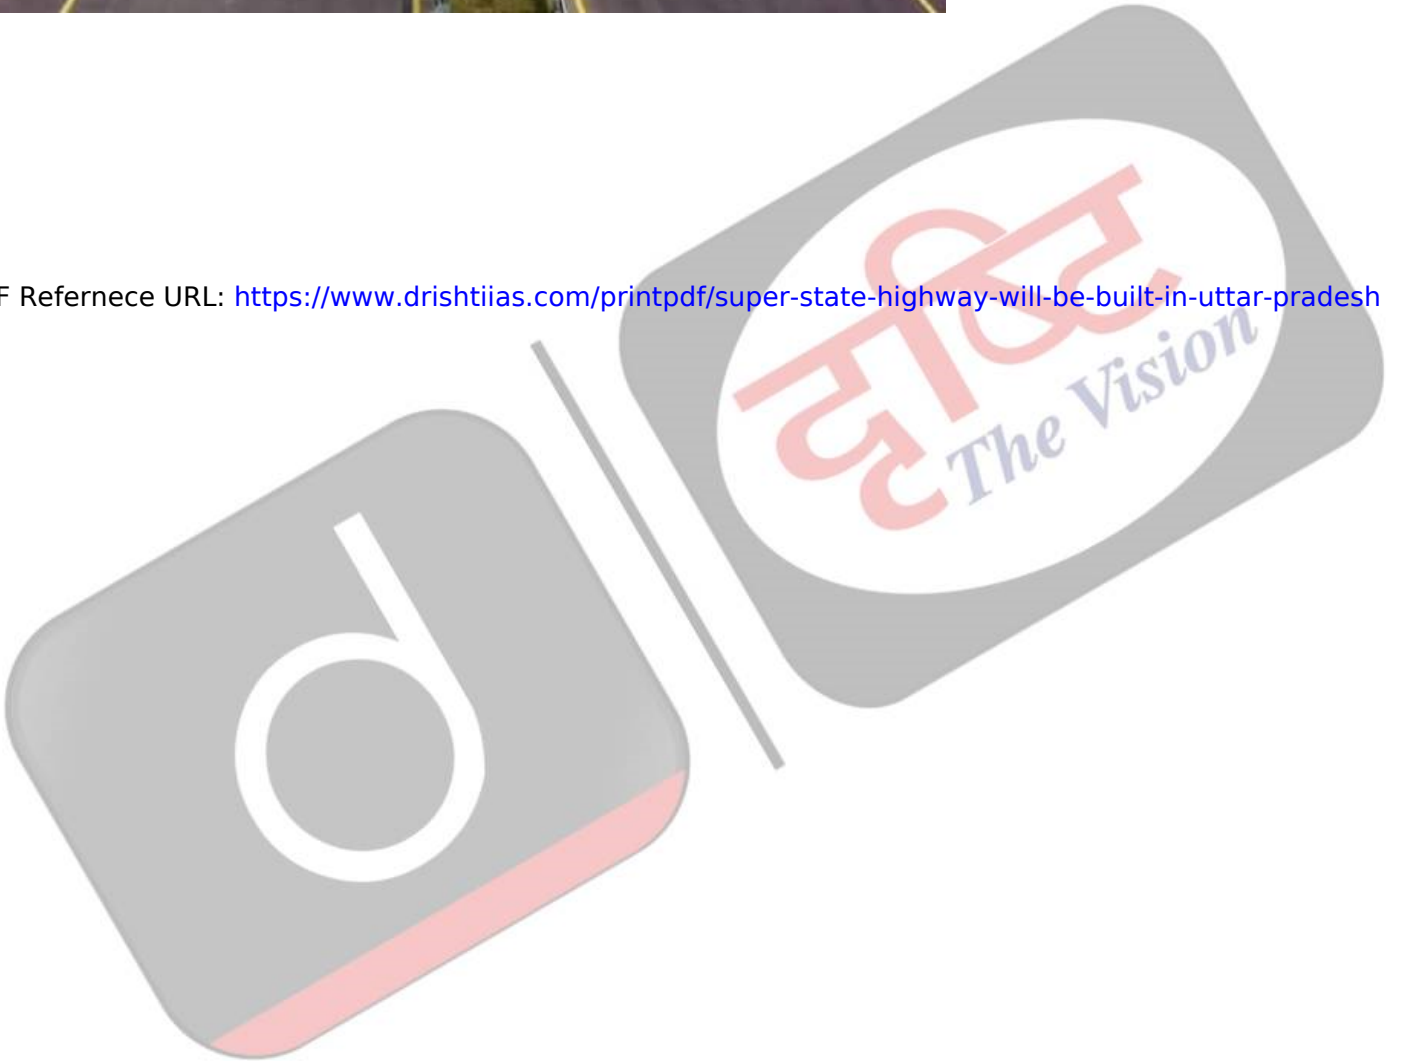 F Refernece URL: https://www.drishtiias.com/printpdf/super-state-highway-will-be-built-in-uttar-pradesh
दृष्टि
The Vision
d